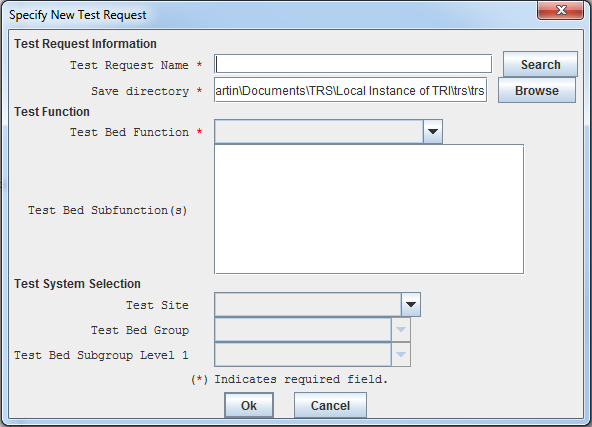 Specify New Test Request
Test Request Information
Test Request Name * Search
Save directory * artin\Documents\TRS\Local Instance of TRI\trs\trs Browse
Test Function
Test Bed Function *
Test Bed Subfunction(s)
Test System Selection
Test Site
Test Bed Group
Test Bed Subgroup Level 1
(*) Indicates required field.
Ok Cancel